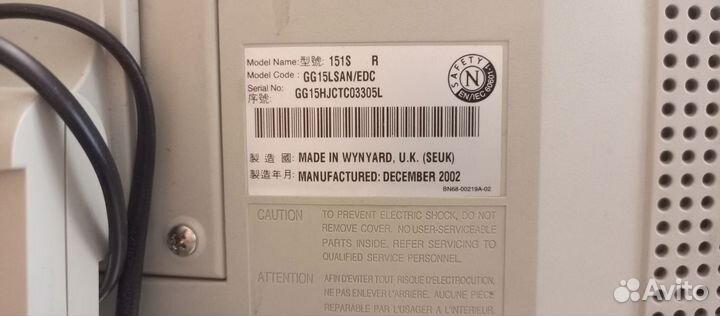 Model Name: 型號: 151S R
Model Code : GG15LSAN/EDC
Serial No:
序號: GG15HJCTC03305L
SAFETY
N
EN/IEC 60601-1
製 造 國: MADE IN WYNYARD, U.K. (SEUK)
製造年月: MANUFACTURED: DECEMBER 2002
BN68-00219A-02
CAUTION TO PREVENT ELECTRIC SHOCK, DO NOT
REMOVE COVER. NO USER-SERVICEABLE
PARTS INSIDE. REFER SERVICING TO
QUALIFIED SERVICE PERSONNEL.
ATTENTION AFIN D'EVITER TOUT RISQUE D'ELECTROCUTION,
NE PAS ENLEVER L'ARRIERE. AUCUNE PIECE
REPARABLE PAR L'USAGER A L'INTERIEUR.
Avito